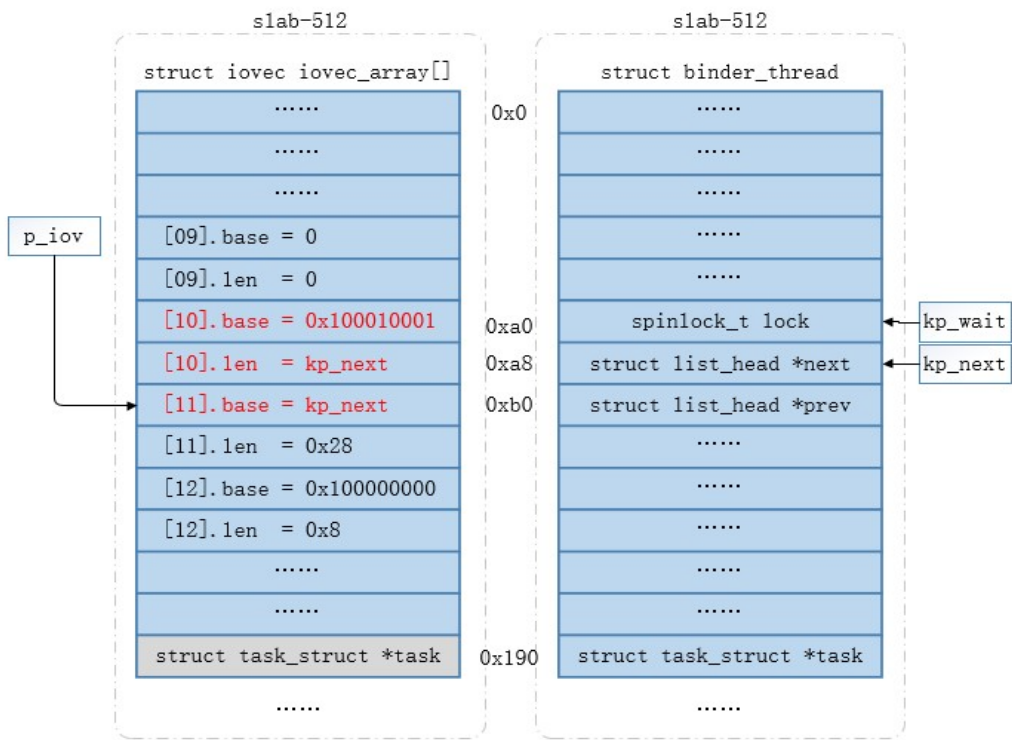 slab-512
slab-512
struct iovec iovec_array[]
struct binder_thread
……
0x0
……
……
……
……
……
p_iov
[09].base = 0
……
[09].len = 0
……
[10].base = 0x100010001
0xa0
spinlock_t lock
kp_wait
[10].len = kp_next
0xa8
struct list_head *next
kp_next
[11].base = kp_next
0xb0
struct list_head *prev
[11].len = 0x28
……
[12].base = 0x100000000
……
[12].len = 0x8
……
……
……
……
……
struct task_struct *task
0x190
struct task_struct *task
……
……